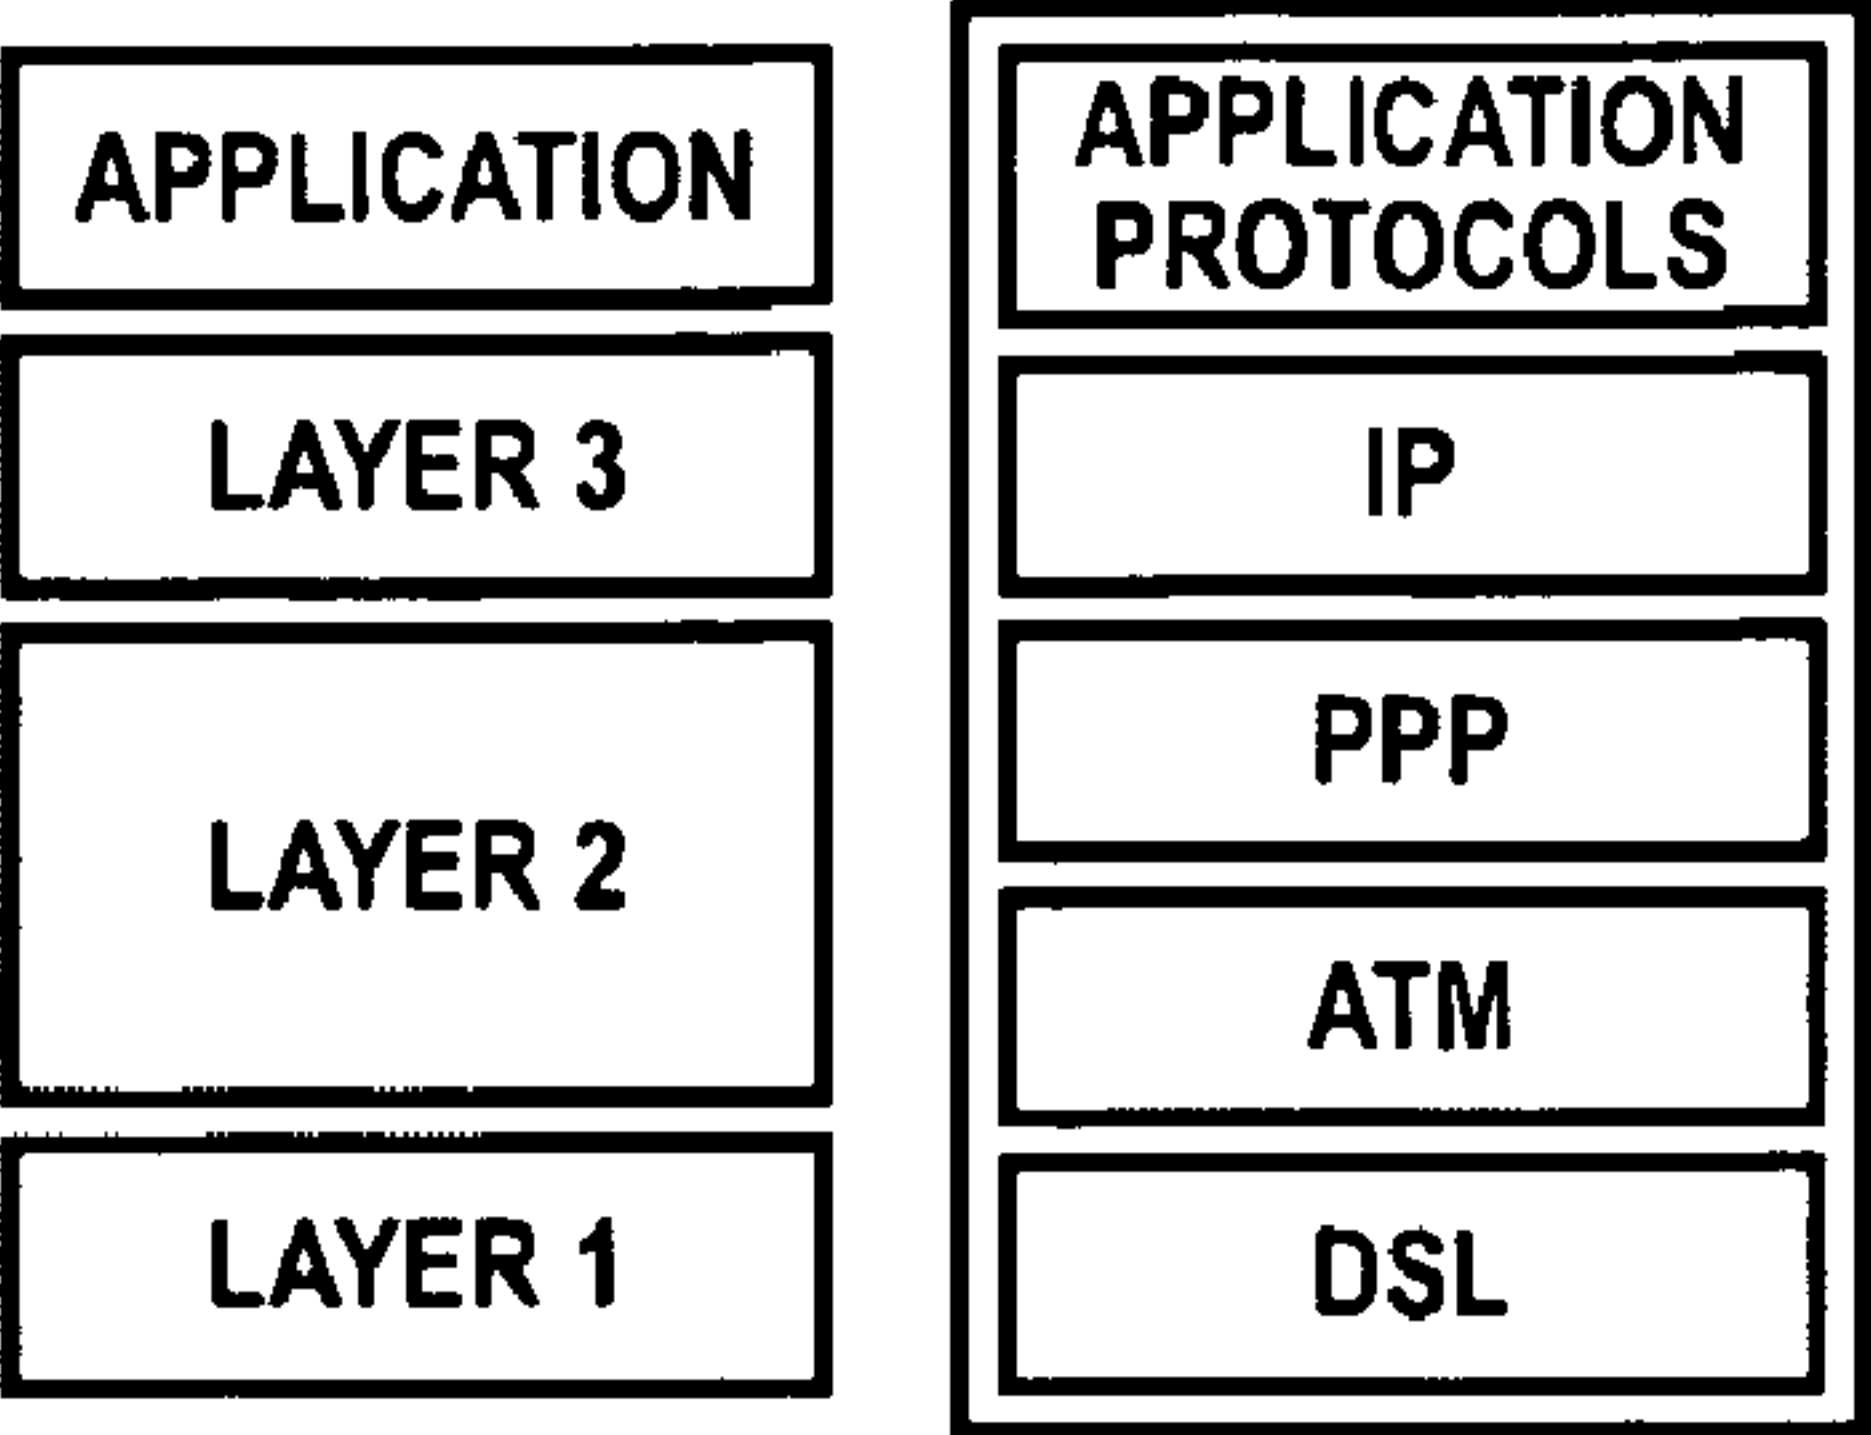 APPLICATION
LAYER 3
LAYER 2
LAYER 1
APPLICATION
PROTOCOLS
IP
PPP
ATM
DSL